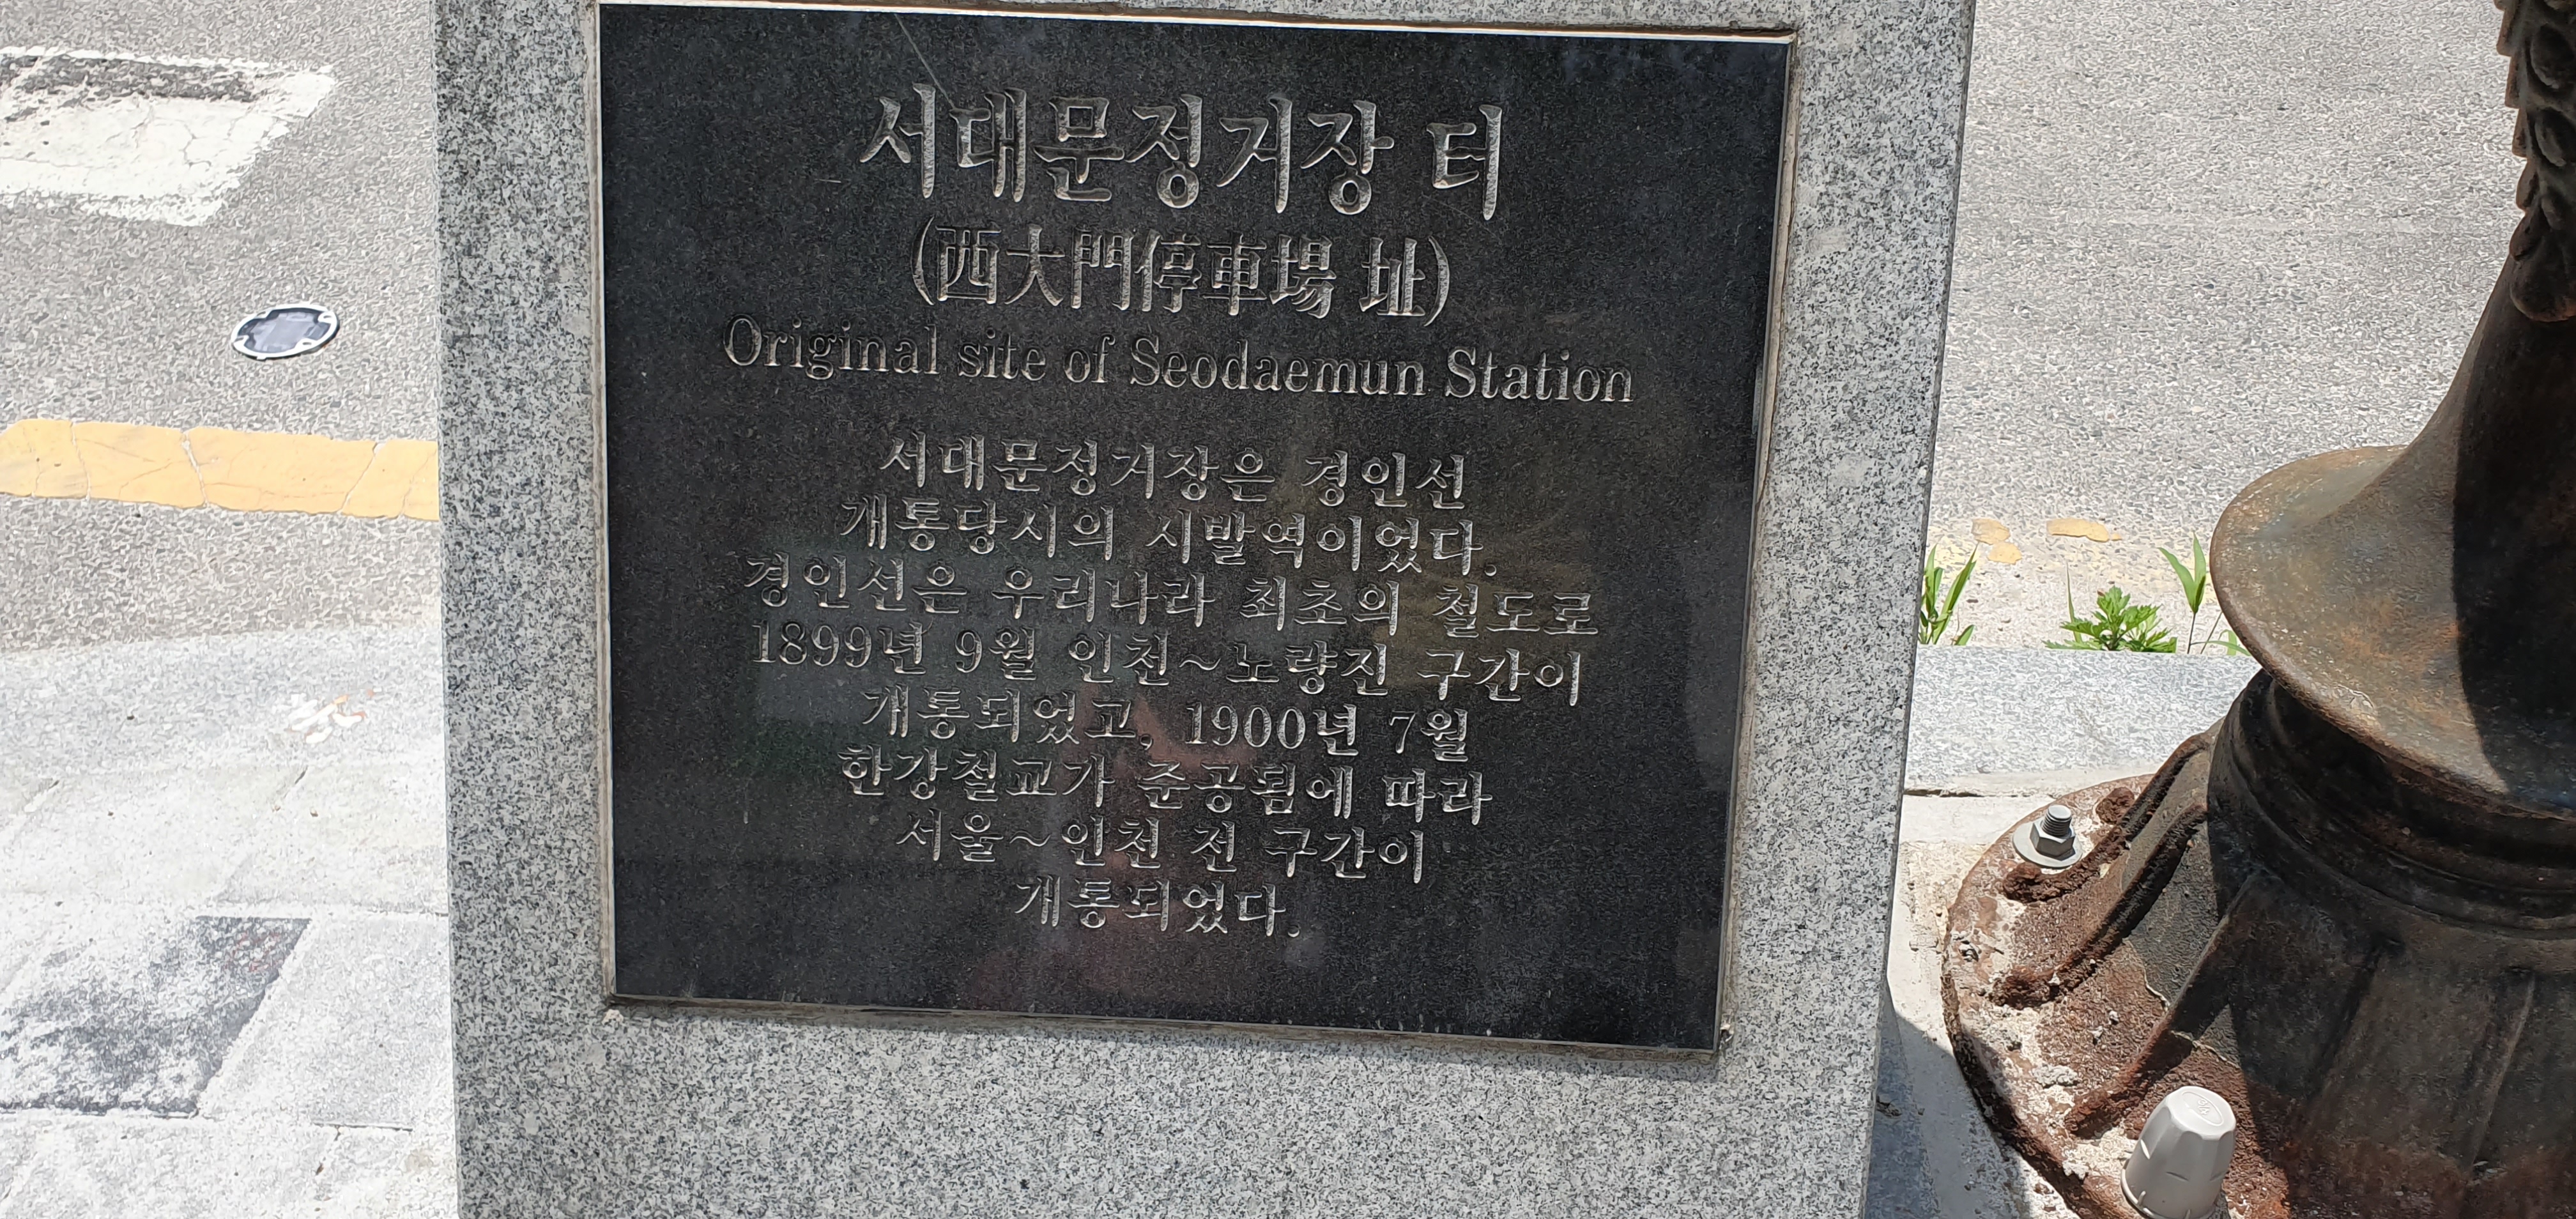 서대문정거장 터
(西大門停車場 址)
Original site of Seodaemun Station
서대문정거장은 경인선
개통당시의 시발역이었다.
경인선은 우리나라 최초의 철도로
1899년 9월 인천~노량진 구간이
개통되었고, 1900년 7월
한강철교가 준공됨에 따라
서울~인천 전 구간이
개통되었다.